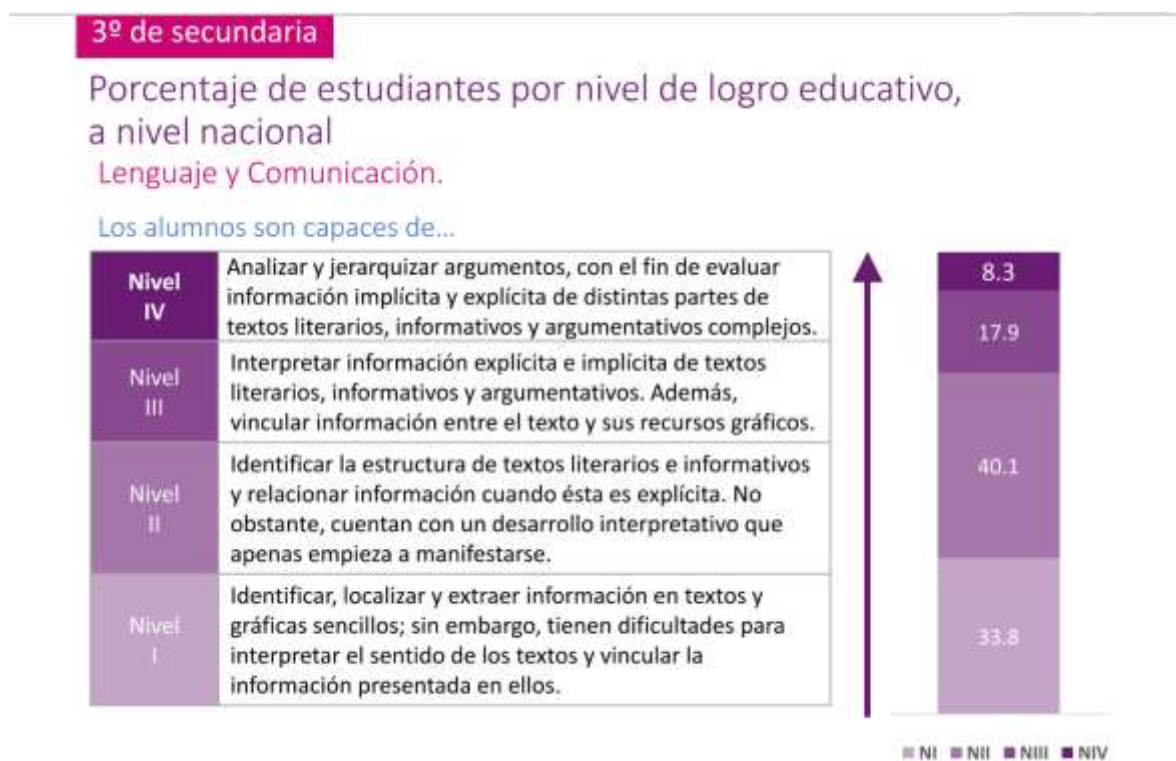 3º de secundaria
Porcentaje de estudiantes por nivel de logro educativo,
a nivel nacional
Lenguaje y Comunicación.
Los alumnos son capaces de...
Nivel
IV
Analizar y jerarquizar argumentos, con el fin de evaluar
información implícita y explícita de distintas partes de
textos literarios, informativos y argumentativos complejos.
Nivel
III
Interpretar información explícita e implícita de textos
literarios, informativos y argumentativos. Además,
vincular información entre el texto y sus recursos gráficos.
Nivel
II
Identificar la estructura de textos literarios e informativos
y relacionar información cuando ésta es explícita. No
obstante, cuentan con un desarrollo interpretativo que
apenas empieza a manifestarse.
Nivel
I
Identificar, localizar y extraer información en textos y
gráficas sencillos; sin embargo, tienen dificultades para
interpretar el sentido de los textos y vincular la
información presentada en ellos.
8.3
17.9
40.1
33.8
NI NII NIII NIV